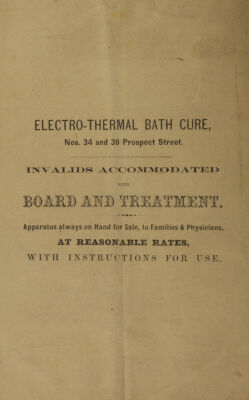 ELECTRO-THERMAL BATH CURE,
Nos. 34 and 36 Prospect Street.
INVALIDS ACCOMMODATED
WITH
BOARD AND TREATMENT.
Apparatus always on Hand for Sale, to Families & Physicians,
AT REASONABLE RATES,
WITH INSTRUCTIONS FOR USE.